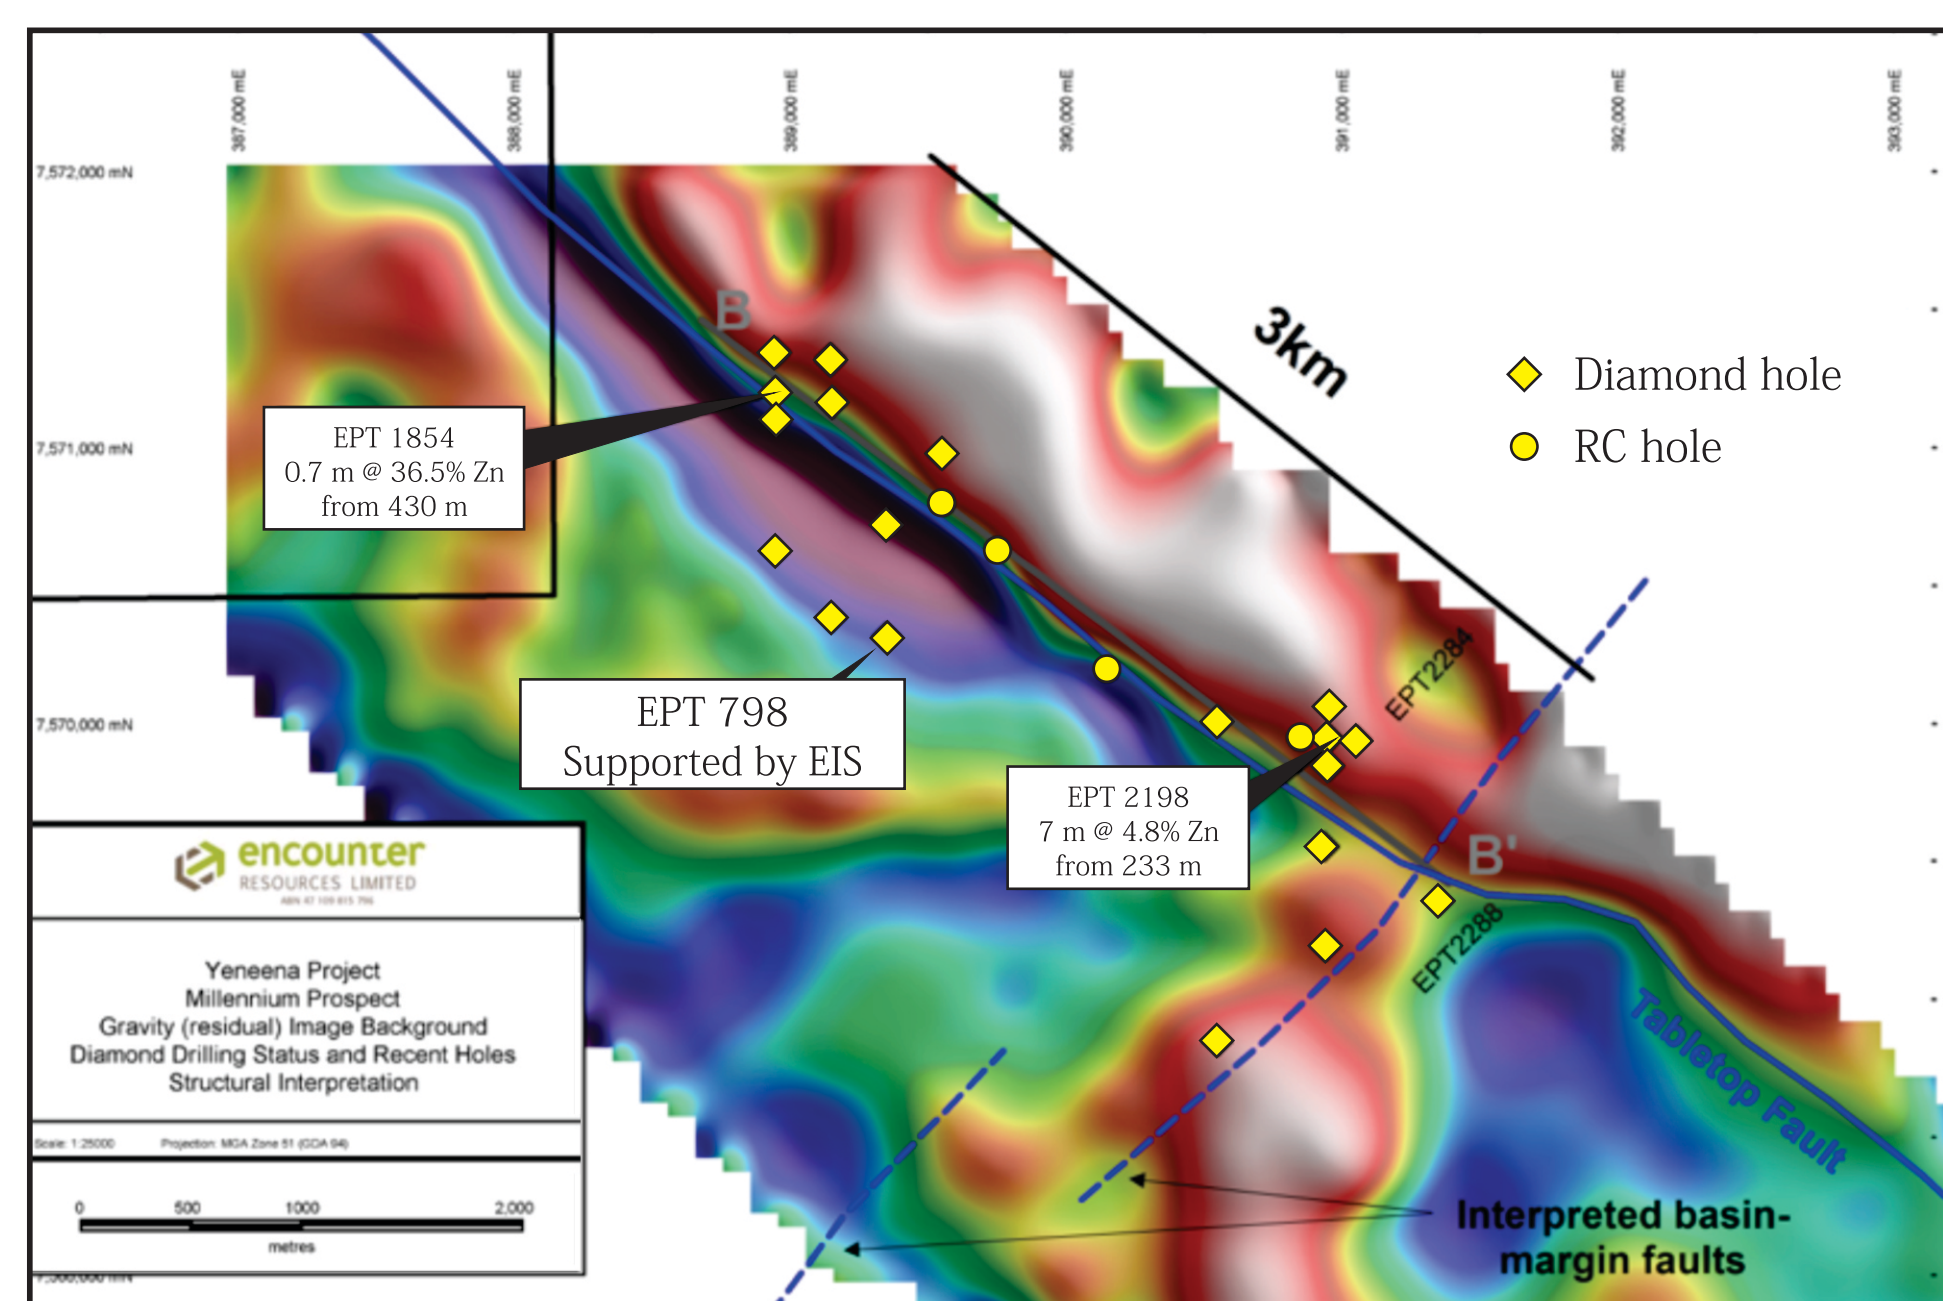 387,000 mE
388,000 mE
389,000 mE
390,000 mE
391,000 mE
392,000 mE
393,000 mE
7,572,000 mN
7,571,000 mN
7,570,000 mN
B
3km
Diamond hole
RC hole
EPT 1854
0.7 m @ 36.5% Zn
from 430 m
EPT 798
Supported by EIS
EPT2284
EPT 2198
7 m @ 4.8% Zn
from 233 m
B'
EPT2288
Tabletop Fault
Interpreted basin-
margin faults
encounter
RESOURCES LIMITED
ABN 47 109 815 796
Yeneena Project
Millennium Prospect
Gravity (residual) Image Background
Diamond Drilling Status and Recent Holes
Structural Interpretation
Scale: 1:25000 Projection: MGA Zone 51 (GDA 94)
0 500 1000 2,000
metres